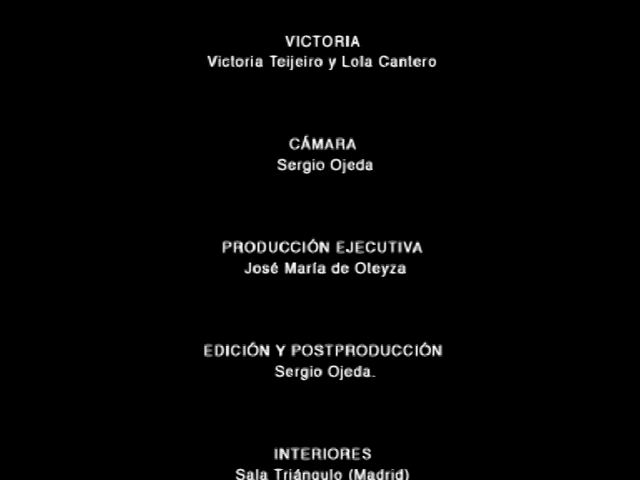 VICTORIA
Victoria Teijeiro y Lola Cantero
CÁMARA
Sergio Ojeda
PRODUCCIÓN EJECUTIVA
José María de Oteyza
EDICIÓN Y POSTPRODUCCIÓN
Sergio Ojeda.
INTERIORES
Sala Triángulo (Madrid)